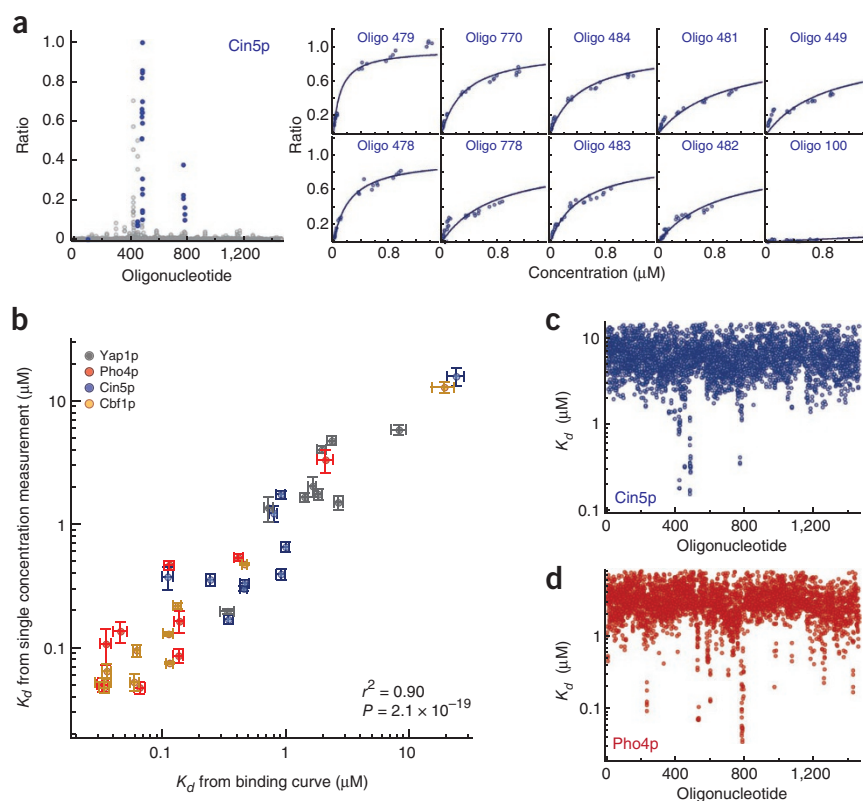 a
Cin5p
Ratio
1.0
0.8
0.6
0.4
0.2
0
0
400
800
1,200
Oligonucleotide
Ratio
1.0
0.6
0.2
Oligo 479
Oligo 770
Oligo 484
Oligo 481
Oligo 449
1.0
0.6
0.2
Oligo 478
Oligo 778
Oligo 483
Oligo 482
Oligo 100
0 0.8
0 0.8
0 0.8
0 0.8
0 0.8
Concentration (μM)
b
Yap1p
Pho4p
Cin5p
Cbf1p
Kd from single concentration measurement (μM)
10
1
0.1
r² = 0.90
P = 2.1 × 10⁻¹⁹
0.1
1
10
Kd from binding curve (μM)
c
Kd (μM)
10
1
0.1
Cin5p
0
400
800
1,200
Oligonucleotide
d
Kd (μM)
1
0.1
Pho4p
0
400
800
1,200
Oligonucleotide